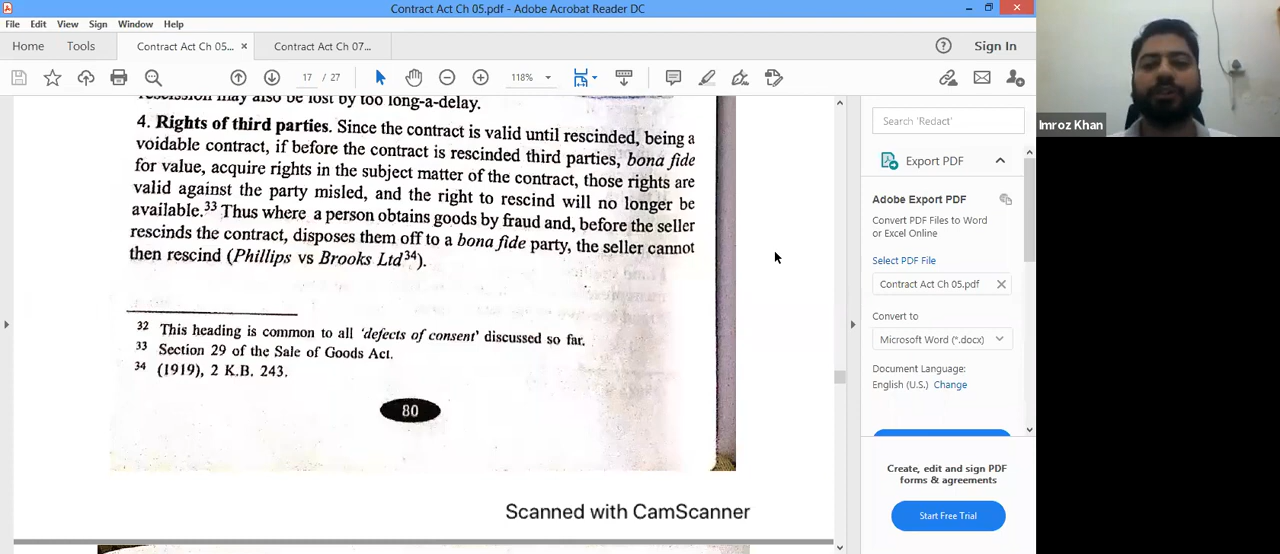 Contract Act Ch 05.pdf - Adobe Acrobat Reader DC
File Edit View Sign Window Help
Home Tools Contract Act Ch 05... × Contract Act Ch 07... Sign In
17 / 27 118%
rescission may also be lost by too long-a-delay.
4. Rights of third parties. Since the contract is valid until rescinded, being a
voidable contract, if before the contract is rescinded third parties, bona fide
for value, acquire rights in the subject matter of the contract, those rights are
valid against the party misled, and the right to rescind will no longer be
available.33 Thus where a person obtains goods by fraud and, before the seller
rescinds the contract, disposes them off to a bona fide party, the seller cannot
then rescind (Phillips vs Brooks Ltd34).
32 This heading is common to all 'defects of consent' discussed so far.
33 Section 29 of the Sale of Goods Act.
34 (1919), 2 K.B. 243.
80
Scanned with CamScanner
Search 'Redact'
Export PDF
Adobe Export PDF
Convert PDF Files to Word
or Excel Online
Select PDF File
Contract Act Ch 05.pdf
Convert to
Microsoft Word (*.docx)
Document Language:
English (U.S.) Change
Create, edit and sign PDF
forms & agreements
Start Free Trial
Imroz Khan